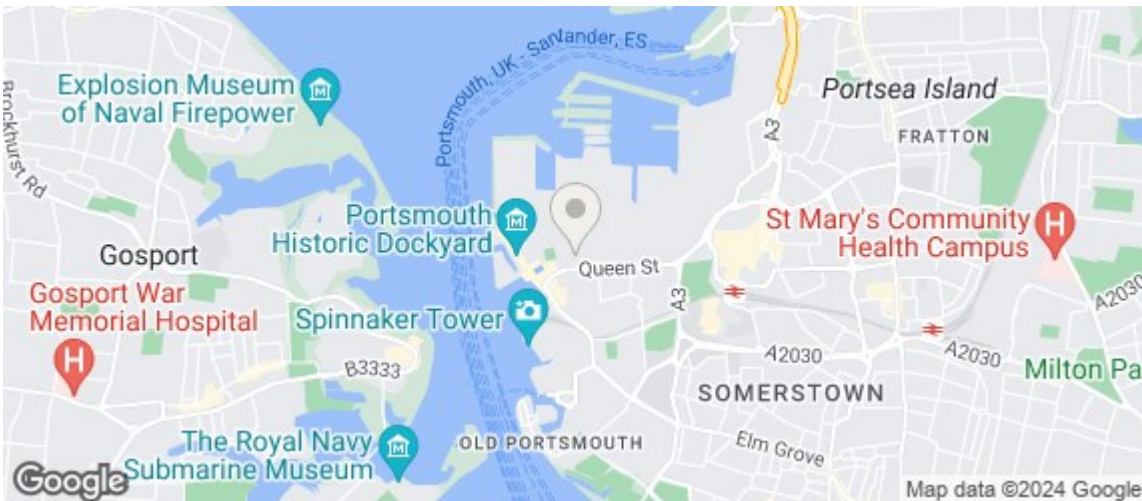 Portsmouth, UK - Santander, ES
Explosion Museum
of Naval Firepower
Portsea Island
A3
FRATTON
Brockhurst Rd
Portsmouth
Historic Dockyard
St Mary's Community
Health Campus
Gosport
Queen St
A3
A2030
Gosport War
Memorial Hospital
Spinnaker Tower
B3333
A2030
A2030
Milton Pa
SOMERSTOWN
The Royal Navy
Submarine Museum
OLD PORTSMOUTH
Elm Grove
Google
Map data ©2024 Google